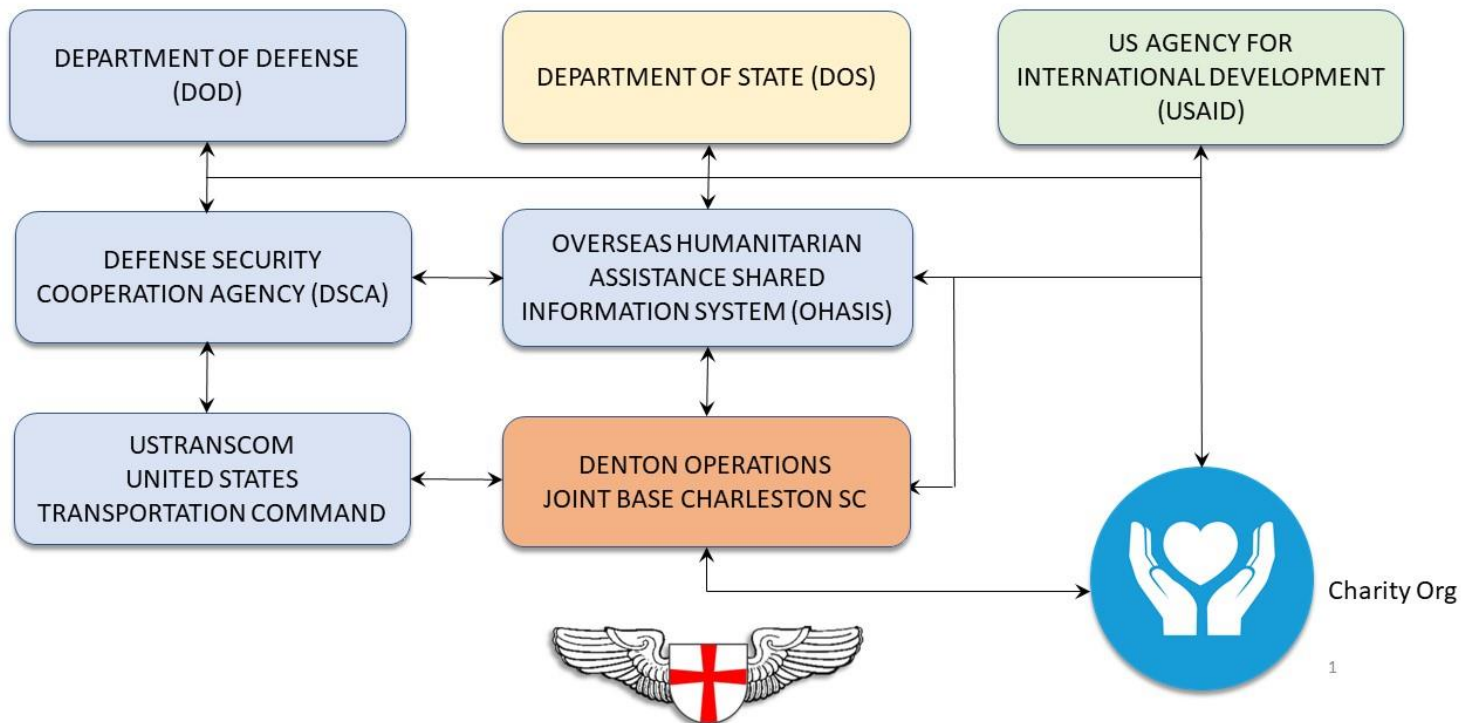 DEPARTMENT OF DEFENSE
(DOD)
DEPARTMENT OF STATE (DOS)
US AGENCY FOR
INTERNATIONAL DEVELOPMENT
(USAID)
DEFENSE SECURITY
COOPERATION AGENCY (DSCA)
OVERSEAS HUMANITARIAN
ASSISTANCE SHARED
INFORMATION SYSTEM (OHASIS)
USTRANSCOM
UNITED STATES
TRANSPORTATION COMMAND
DENTON OPERATIONS
JOINT BASE CHARLESTON SC
Charity Org
1